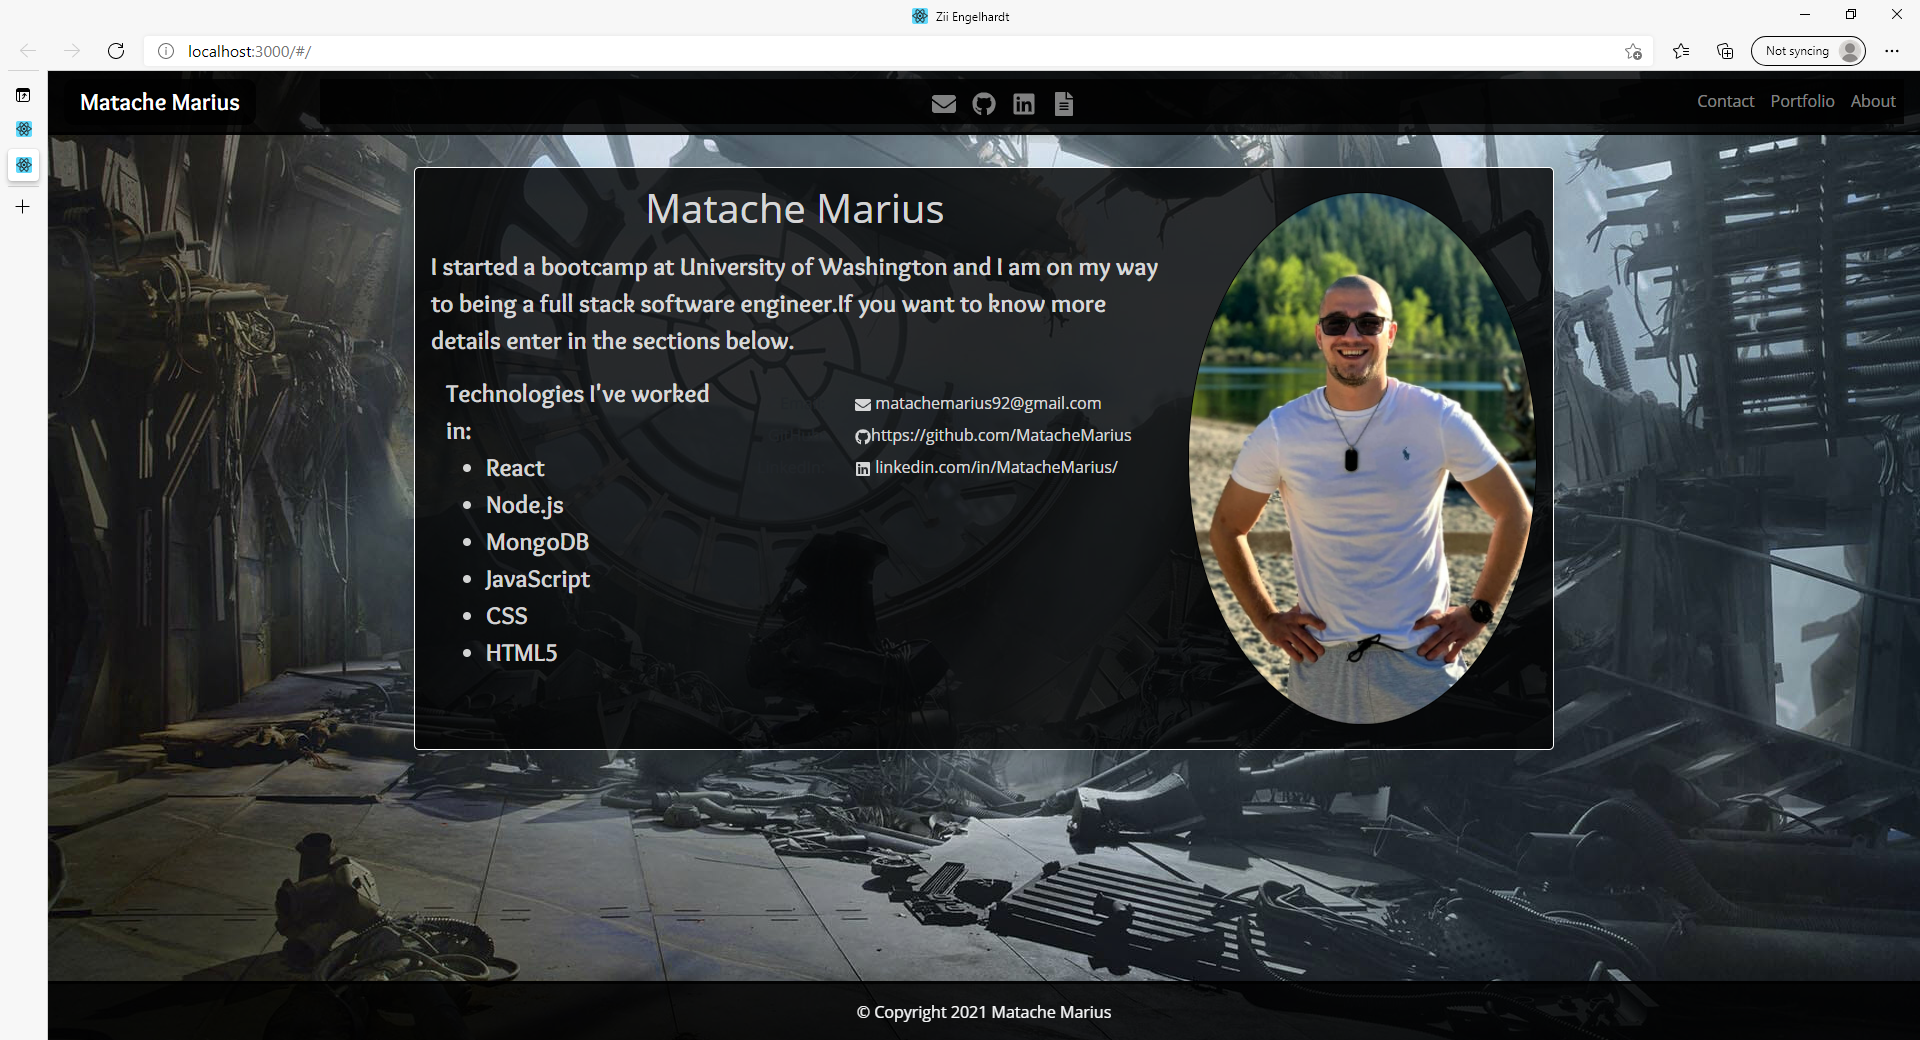 Zii Engelhardt
localhost:3000/#/
Not syncing
Matache Marius
Contact Portfolio About
Matache Marius
I started a bootcamp at University of Washington and I am on my way
to being a full stack software engineer.If you want to know more
details enter in the sections below.
Technologies I've worked
in:
React
Node.js
MongoDB
JavaScript
CSS
HTML5
matachemarius92@gmail.com
https://github.com/MatacheMarius
linkedin.com/in/MatacheMarius/
© Copyright 2021 Matache Marius